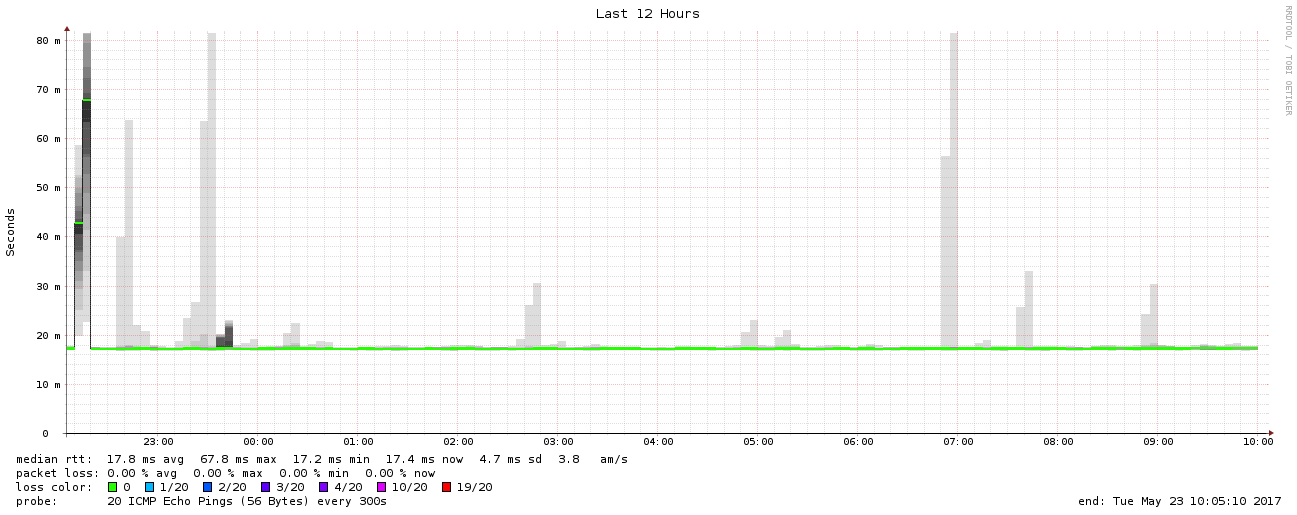 Last 12 Hours
RRDTOOL / TOBI OETIKER
Seconds
80 m
70 m
60 m
50 m
40 m
30 m
20 m
10 m
0
23:00 00:00 01:00 02:00 03:00 04:00 05:00 06:00 07:00 08:00 09:00 10:00
median rtt: 17.8 ms avg 67.8 ms max 17.2 ms min 17.4 ms now 4.7 ms sd 3.8 am/s
packet loss: 0.00 % avg 0.00 % max 0.00 % min 0.00 % now
loss color: 0 1/20 2/20 3/20 4/20 10/20 19/20
probe: 20 ICMP Echo Pings (56 Bytes) every 300s end: Tue May 23 10:05:10 2017